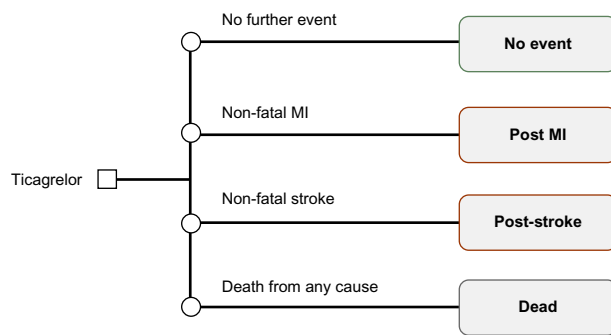 No further event
No event
Non-fatal MI
Post MI
Ticagrelor
Non-fatal stroke
Post-stroke
Death from any cause
Dead